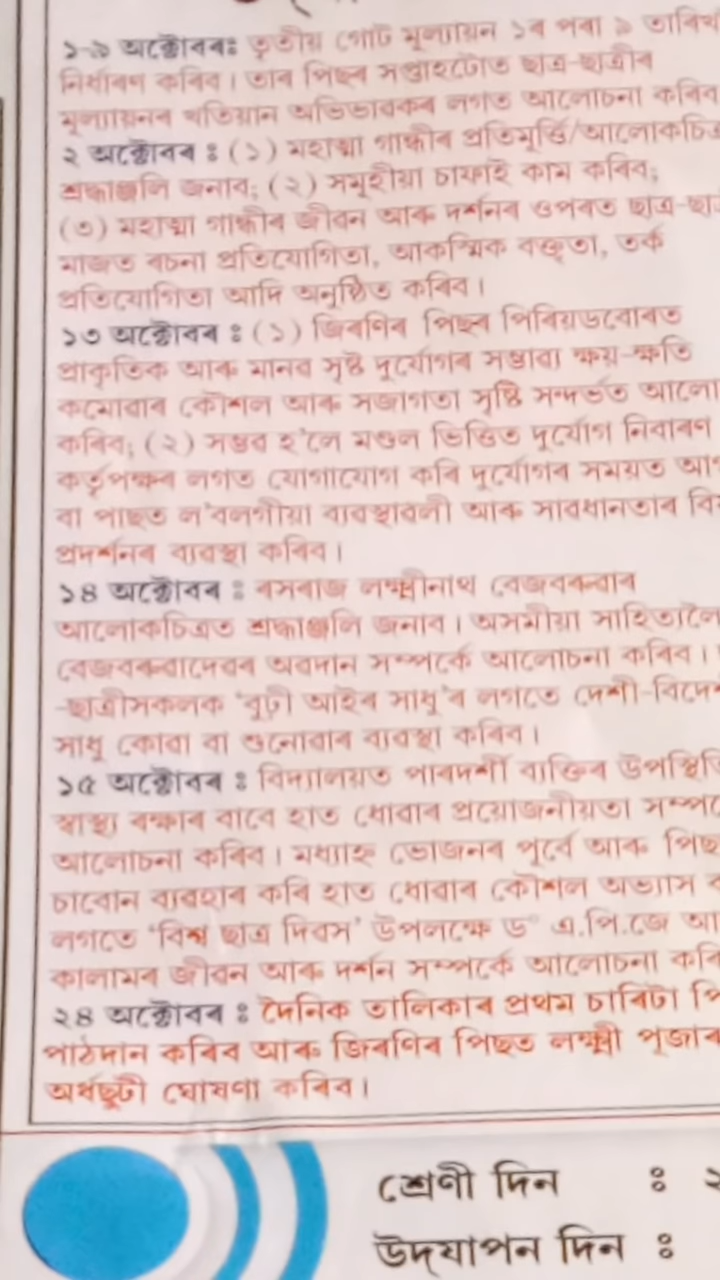 ১-৯ অক্টোবৰঃ তৃতীয় গোট মূল্যায়ন ১ৰ পৰা ৯ তাৰিখ
নিৰ্ধাৰণ কৰিব। তাৰ পিছৰ সপ্তাহটোত ছাত্ৰ-ছাত্ৰীৰ
মূল্যায়নৰ খতিয়ান অভিভাৱকৰ লগত আলোচনা কৰিব
২ অক্টোবৰ ঃ (১) মহাত্মা গান্ধীৰ প্ৰতিমূৰ্ত্তি/আলোকচিত্ৰ
শ্ৰদ্ধাঞ্জলি জনাব; (২) সমূহীয়া চাফাই কাম কৰিব;
(৩) মহাত্মা গান্ধীৰ জীৱন আৰু দৰ্শনৰ ওপৰত ছাত্ৰ-ছা
মাজত ৰচনা প্ৰতিযোগিতা, আকস্মিক বক্তৃতা, তৰ্ক
প্ৰতিযোগিতা আদি অনুষ্ঠিত কৰিব।
১৩ অক্টোবৰ ঃ (১) জিৰণিৰ পিছৰ পিৰিয়ডবোৰত
প্ৰাকৃতিক আৰু মানৱ সৃষ্ট দুৰ্যোগৰ সম্ভাব্য ক্ষয়-ক্ষতি
কমোৱাৰ কৌশল আৰু সজাগতা সৃষ্টি সন্দৰ্ভত আলো
কৰিব; (২) সম্ভৱ হ'লে মণ্ডল ভিত্তিত দুৰ্যোগ নিবাৰণ
কৰ্তৃপক্ষৰ লগত যোগাযোগ কৰি দুৰ্যোগৰ সময়ত আগ
বা পাছত ল'বলগীয়া ব্যৱস্থাৱলী আৰু সাৱধানতাৰ বি
প্ৰদৰ্শনৰ ব্যৱস্থা কৰিব।
১৪ অক্টোবৰ ঃ ৰসৰাজ লক্ষ্মীনাথ বেজবৰুৱাৰ
আলোকচিত্ৰত শ্ৰদ্ধাঞ্জলি জনাব। অসমীয়া সাহিত্যলৈ
বেজবৰুৱাদেৱৰ অৱদান সম্পৰ্কে আলোচনা কৰিব।
-ছাত্ৰীসকলক 'বুঢ়ী আইৰ সাধু'ৰ লগতে দেশী-বিদে
সাধু কোৱা বা শুনোৱাৰ ব্যৱস্থা কৰিব।
১৫ অক্টোবৰ ঃ বিদ্যালয়ত পাৰদৰ্শী ব্যক্তিৰ উপস্থিতি
স্বাস্থ্য ৰক্ষাৰ বাবে হাত ধোৱাৰ প্ৰয়োজনীয়তা সম্পৰ্কে
আলোচনা কৰিব। মধ্যাহ্ন ভোজনৰ পূৰ্বে আৰু পিছ
চাবোন ব্যৱহাৰ কৰি হাত ধোৱাৰ কৌশল অভ্যাস ক
লগতে 'বিশ্ব ছাত্ৰ দিৱস' উপলক্ষে ড° এ.পি.জে আ
কালামৰ জীৱন আৰু দৰ্শন সম্পৰ্কে আলোচনা কৰি
২৪ অক্টোবৰ ঃ দৈনিক তালিকাৰ প্ৰথম চাৰিটা পি
পাঠদান কৰিব আৰু জিৰণিৰ পিছত লক্ষ্মী পূজাৰ
অৰ্ধছুটী ঘোষণা কৰিব।
শ্ৰেণী দিন ঃ ২
উদযাপন দিন ঃ